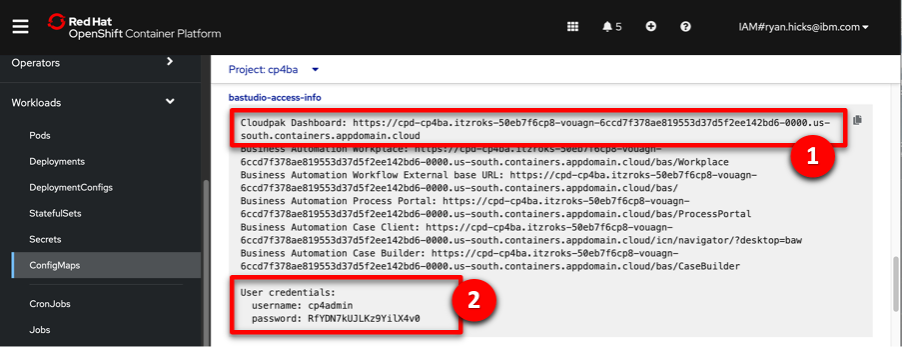 Red Hat
OpenShift Container Platform
5
IAM#ryan.hicks@ibm.com
Operators
Workloads
Pods
Deployments
DeploymentConfigs
StatefulSets
Secrets
ConfigMaps
CronJobs
Jobs
Project: cp4ba
bastudio-access-info
Cloudpak Dashboard: https://cpd-cp4ba.itzroks-50eb7f6cp8-vouagn-6ccd7f378ae819553d37d5f2ee142bd6-0000.us-
south.containers.appdomain.cloud
1
Business Automation Workplace: https://cpd-cp4ba.itzroks-50eb7f6cp8-vouagn-
6ccd7f378ae819553d37d5f2ee142bd6-0000.us-south.containers.appdomain.cloud/bas/Workplace
Business Automation Workflow External base URL: https://cpd-cp4ba.itzroks-50eb7f6cp8-vouagn-
6ccd7f378ae819553d37d5f2ee142bd6-0000.us-south.containers.appdomain.cloud/bas/
Business Automation Process Portal: https://cpd-cp4ba.itzroks-50eb7f6cp8-vouagn-
6ccd7f378ae819553d37d5f2ee142bd6-0000.us-south.containers.appdomain.cloud/bas/ProcessPortal
Business Automation Case Client: https://cpd-cp4ba.itzroks-50eb7f6cp8-vouagn-
6ccd7f378ae819553d37d5f2ee142bd6-0000.us-south.containers.appdomain.cloud/icn/navigator/?desktop=baw
Business Automation Case Builder: https://cpd-cp4ba.itzroks-50eb7f6cp8-vouagn-
6ccd7f378ae819553d37d5f2ee142bd6-0000.us-south.containers.appdomain.cloud/bas/CaseBuilder
User credentials:
username: cp4admin
password: RfYDN7kUJLKz9YilX4v0
2